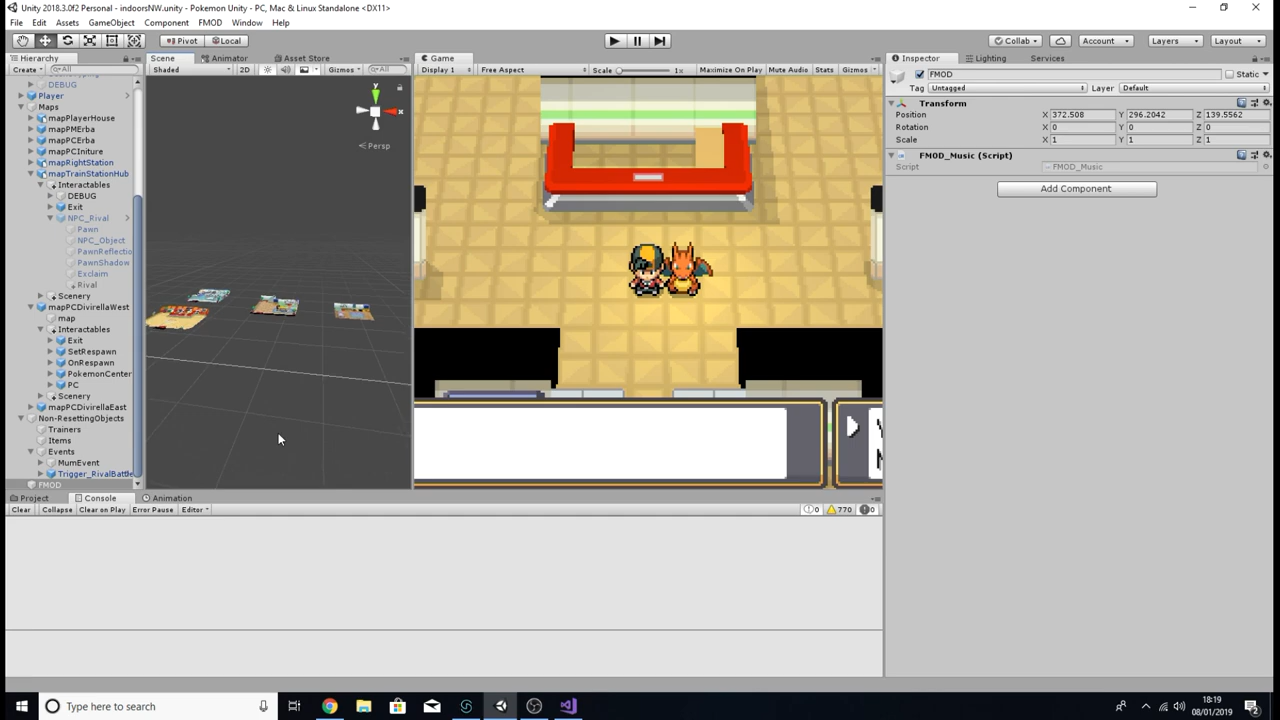 Unity 2018.3.0f2 Personal - indoorsNW.unity - Pokemon Unity - PC, Mac & Linux Standalone <DX11>
File Edit Assets GameObject Component FMOD Window Help
Pivot Local Collab Account Layers Layout
Hierarchy Scene Animator Asset Store Game Inspector Lighting Services
Create All Shaded 2D Gizmos All Display 1 Free Aspect Scale 1x Maximize On Play Mute Audio Stats Gizmos
FMOD Static
Tag Untagged Layer Default
DEBUG
Player
Maps
mapPlayerHouse
mapPMErba
mapPCErba
mapPCIniture
mapRightStation
mapTrainStationHub
Interactables
DEBUG
Exit
NPC_Rival
Pawn
NPC_Object
PawnReflectio
PawnShadow
Exclaim
Rival
Scenery
mapPCDivirellaWest
map
Interactables
Exit
SetRespawn
OnRespawn
PokemonCenter
PC
Scenery
mapPCDivirellaEast
Non-ResettingObjects
Trainers
Items
Events
MumEvent
Trigger_RivalBattle
FMOD
y
x
Persp
Transform
Position X 372.508 Y 296.2042 Z 139.5562
Rotation X 0 Y 0 Z 0
Scale X 1 Y 1 Z 1
FMOD_Music (Script)
Script FMOD_Music
Add Component
Project Console Animation
Clear Collapse Clear on Play Error Pause Editor 0 770 0
Type here to search
18:19
08/01/2019
2